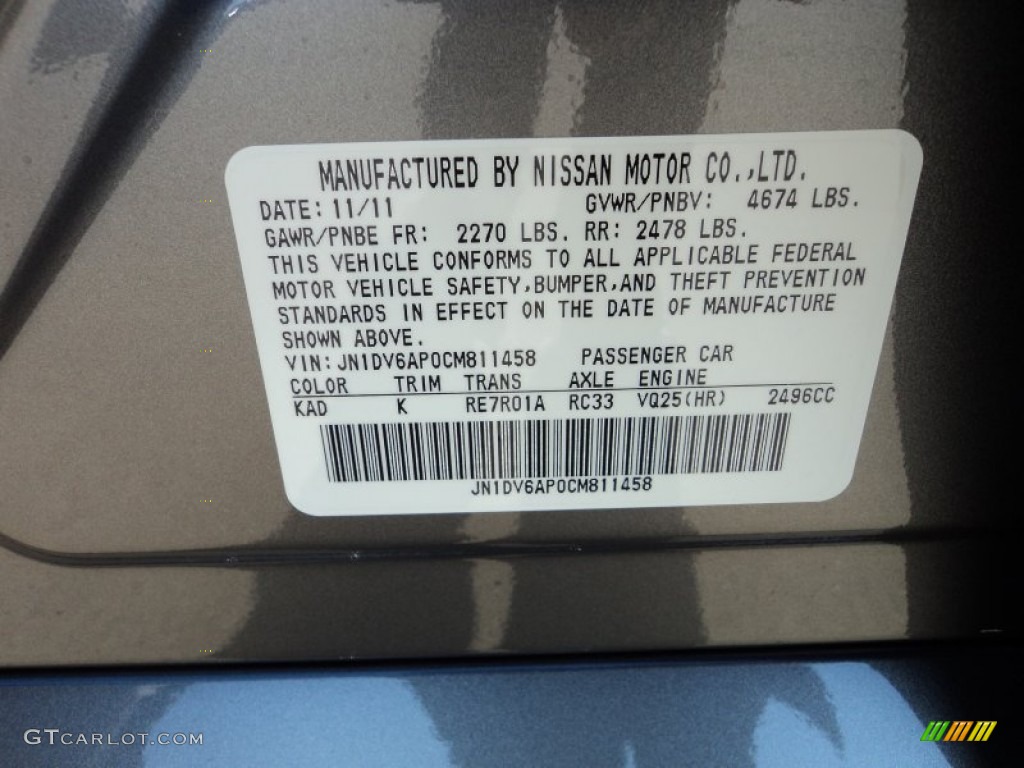 MANUFACTURED BY NISSAN MOTOR CO.,LTD.
DATE: 11/11 GVWR/PNBV: 4674 LBS.
GAWR/PNBE FR: 2270 LBS. RR: 2478 LBS.
THIS VEHICLE CONFORMS TO ALL APPLICABLE FEDERAL
MOTOR VEHICLE SAFETY,BUMPER,AND THEFT PREVENTION
STANDARDS IN EFFECT ON THE DATE OF MANUFACTURE
SHOWN ABOVE.
VIN: JN1DV6AP0CM811458 PASSENGER CAR
COLOR TRIM TRANS AXLE ENGINE
KAD K RE7R01A RC33 VQ25(HR) 2496CC
JN1DV6AP0CM811458
GTCARLOT.COM